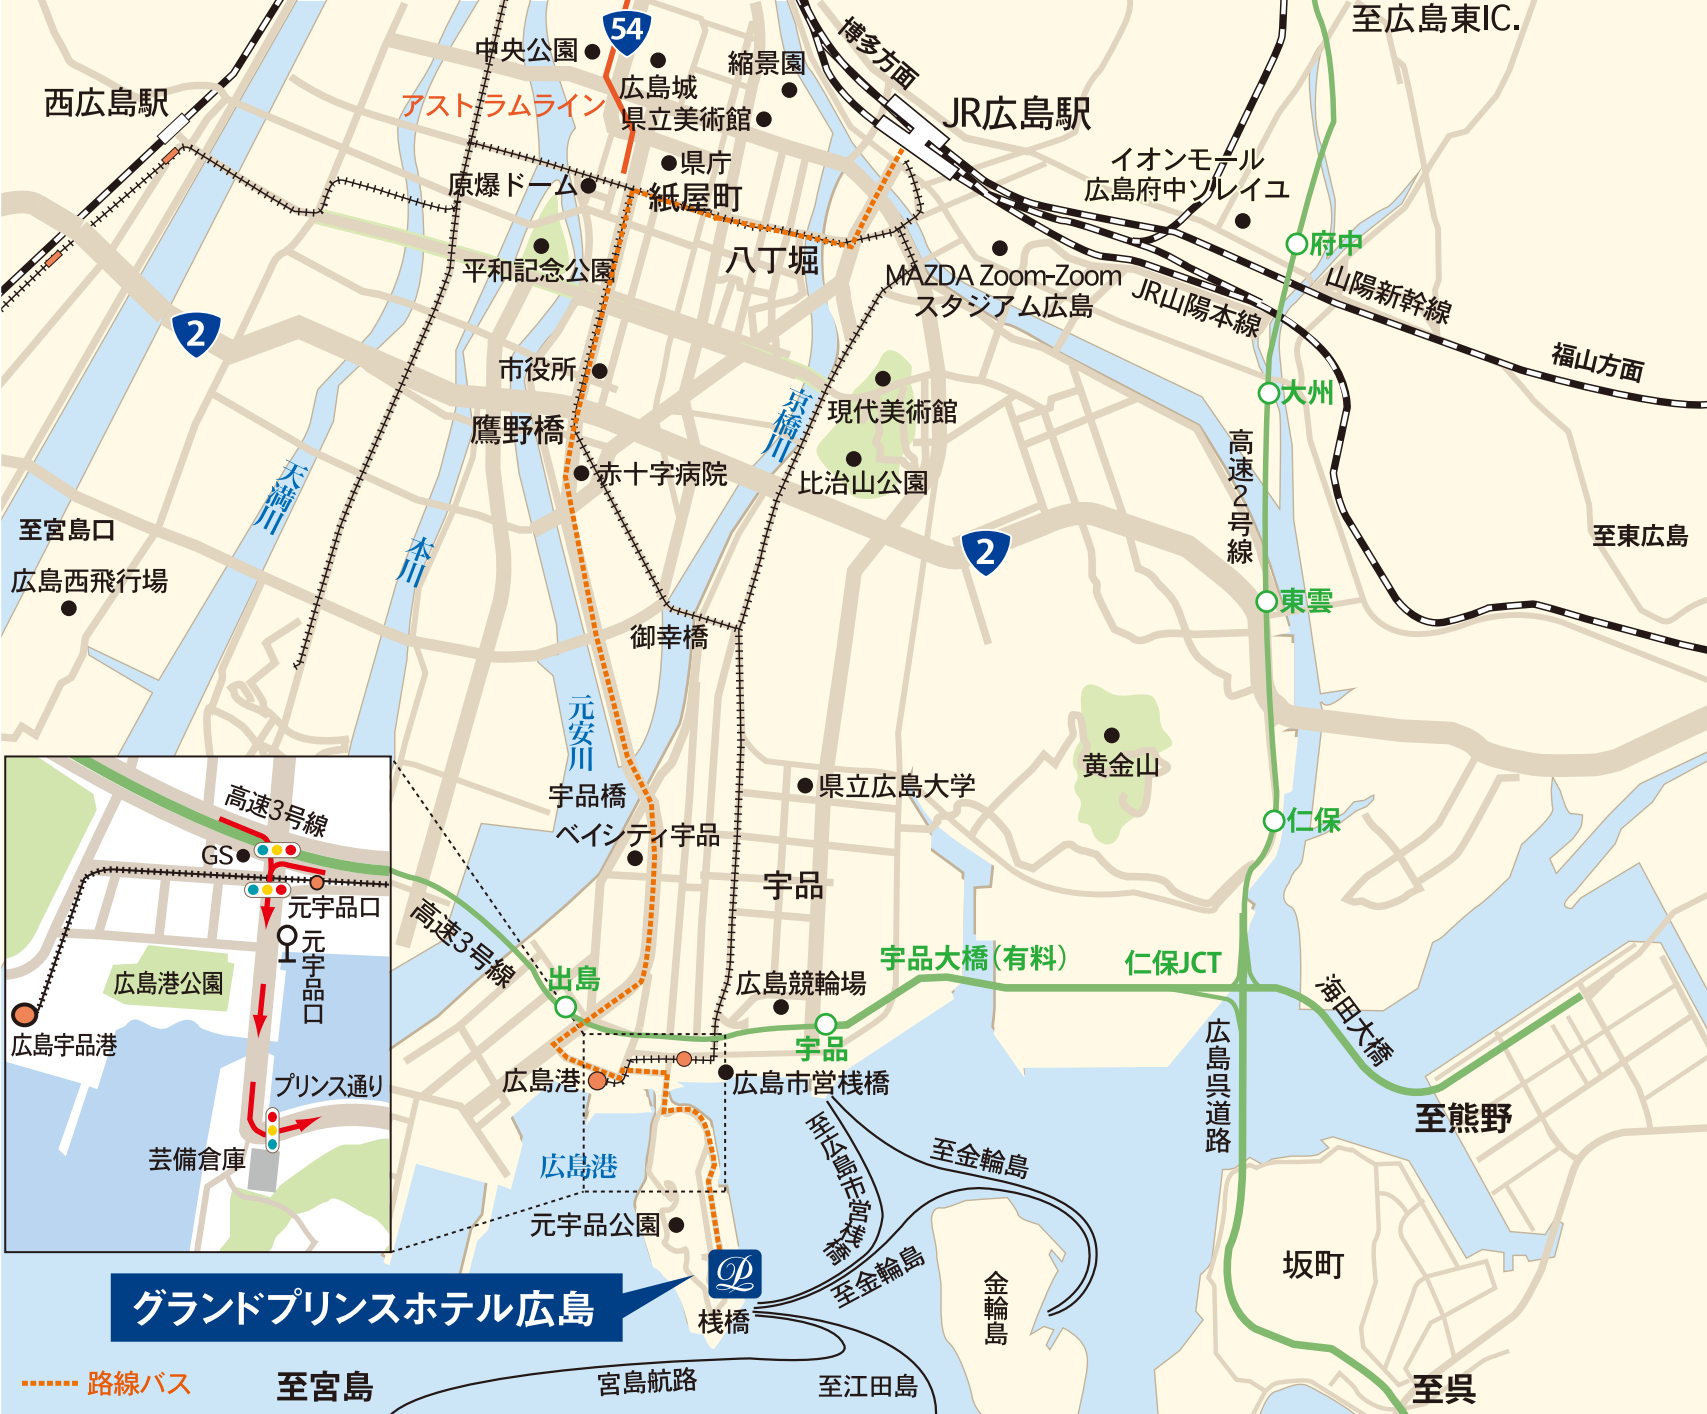 至広島東IC.
54
中央公園
広島城
縮景園
博多方面
西広島駅
アストラムライン
県立美術館
JR広島駅
県庁
イオンモール
広島府中ソレイユ
原爆ドーム
紙屋町
府中
平和記念公園
八丁堀
MAZDA Zoom-Zoom
スタジアム広島
JR山陽本線
山陽新幹線
2
市役所
福山方面
大州
京橋川
現代美術館
鷹野橋
高速2号線
赤十字病院
比治山公園
天満川
至宮島口
本川
2
至東広島
広島西飛行場
東雲
御幸橋
元安川
黄金山
宇品橋
県立広島大学
仁保
ベイシティ宇品
宇品
高速3号線
GS
元宇品口
元宇品口
広島港公園
広島宇品港
プリンス通り
芸備倉庫
高速3号線
出島
広島競輪場
宇品大橋(有料)
仁保JCT
海田大橋
宇品
広島港
広島市営桟橋
広島呉道路
至熊野
至広島市営桟橋
至金輪島
広島港
元宇品公園
至金輪島
金輪島
坂町
グランドプリンスホテル広島
P
桟橋
路線バス
至宮島
宮島航路
至江田島
至呉